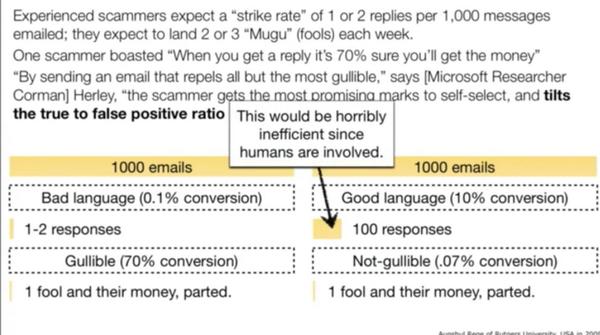 Experienced scammers expect a “strike rate” of 1 or 2 replies per 1,000 messages
emailed; they expect to land 2 or 3 “Mugu” (fools) each week.
One scammer boasted “When you get a reply it’s 70% sure you’ll get the money”
“By sending an email that repels all but the most gullible,” says [Microsoft Researcher
Corman] Herley, “the scammer gets the most promising marks to self-select, and tilts
the true to false positive ratio
This would be horribly
inefficient since
humans are involved.
1000 emails
Bad language (0.1% conversion)
1-2 responses
Gullible (70% conversion)
1 fool and their money, parted.
1000 emails
Good language (10% conversion)
100 responses
Not-gullible (.07% conversion)
1 fool and their money, parted.
of Rutgers University, USA in